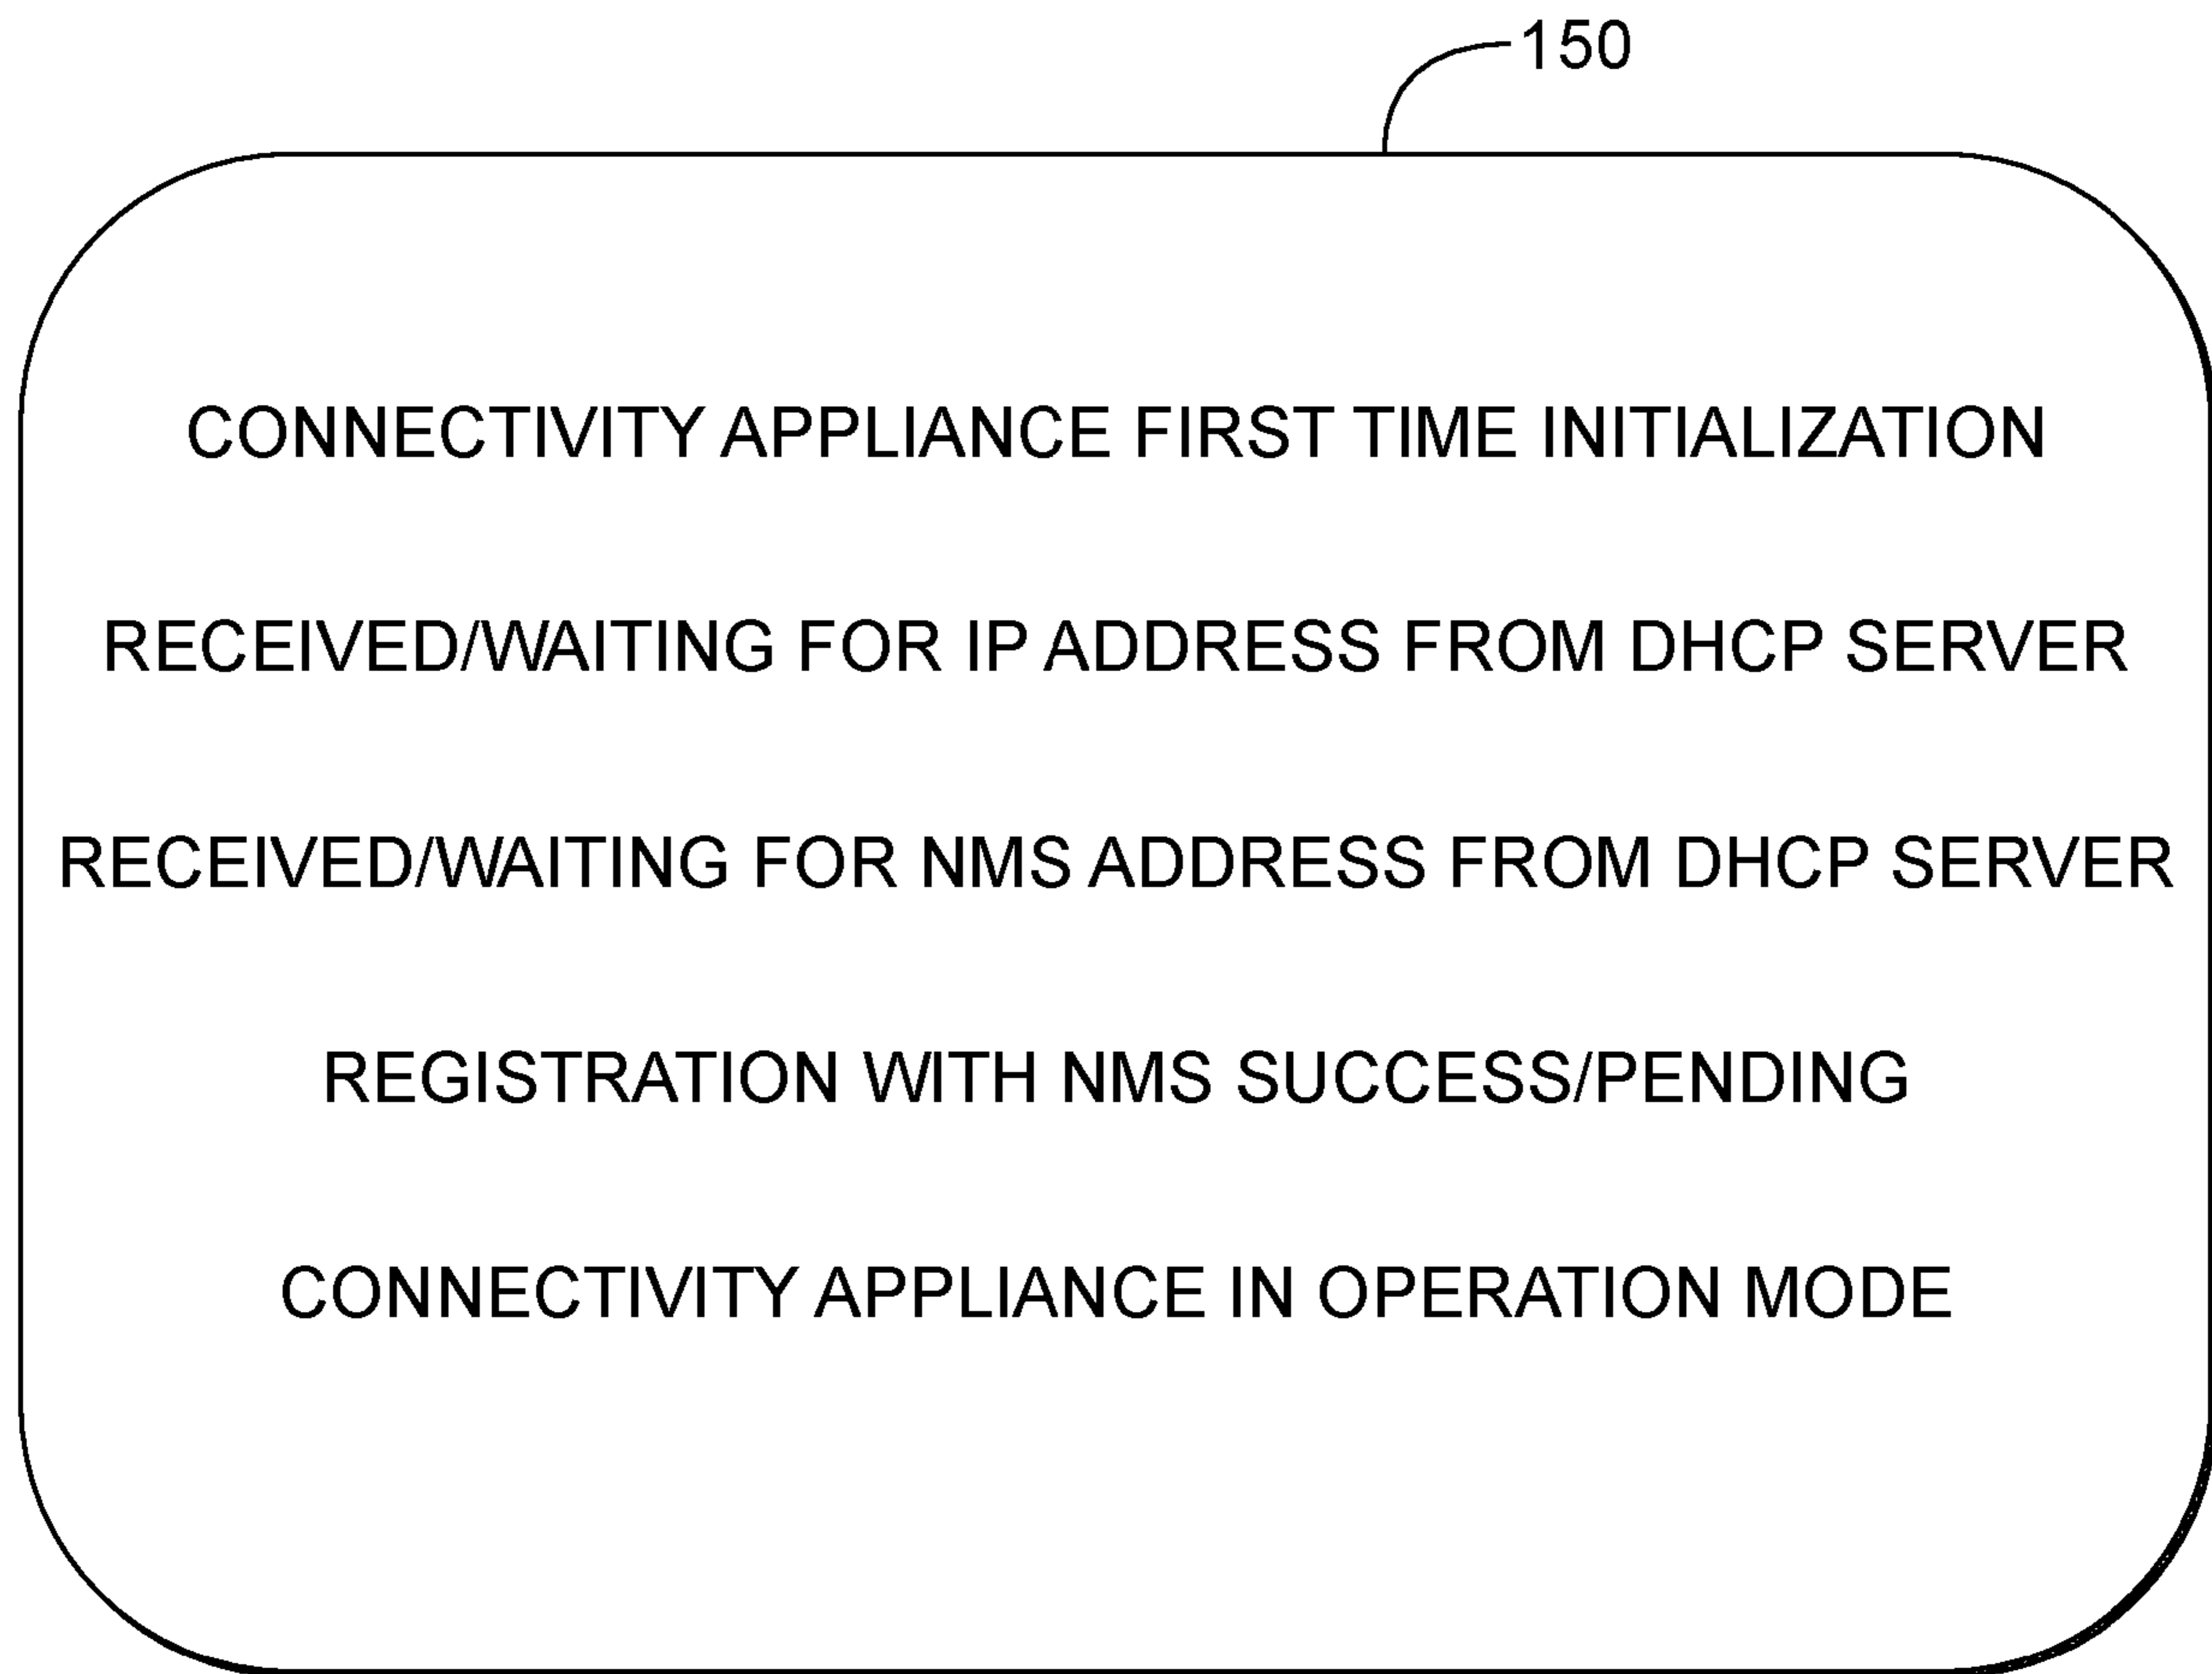 150
CONNECTIVITY APPLIANCE FIRST TIME INITIALIZATION
RECEIVED/WAITING FOR IP ADDRESS FROM DHCP SERVER
RECEIVED/WAITING FOR NMS ADDRESS FROM DHCP SERVER
REGISTRATION WITH NMS SUCCESS/PENDING
CONNECTIVITY APPLIANCE IN OPERATION MODE